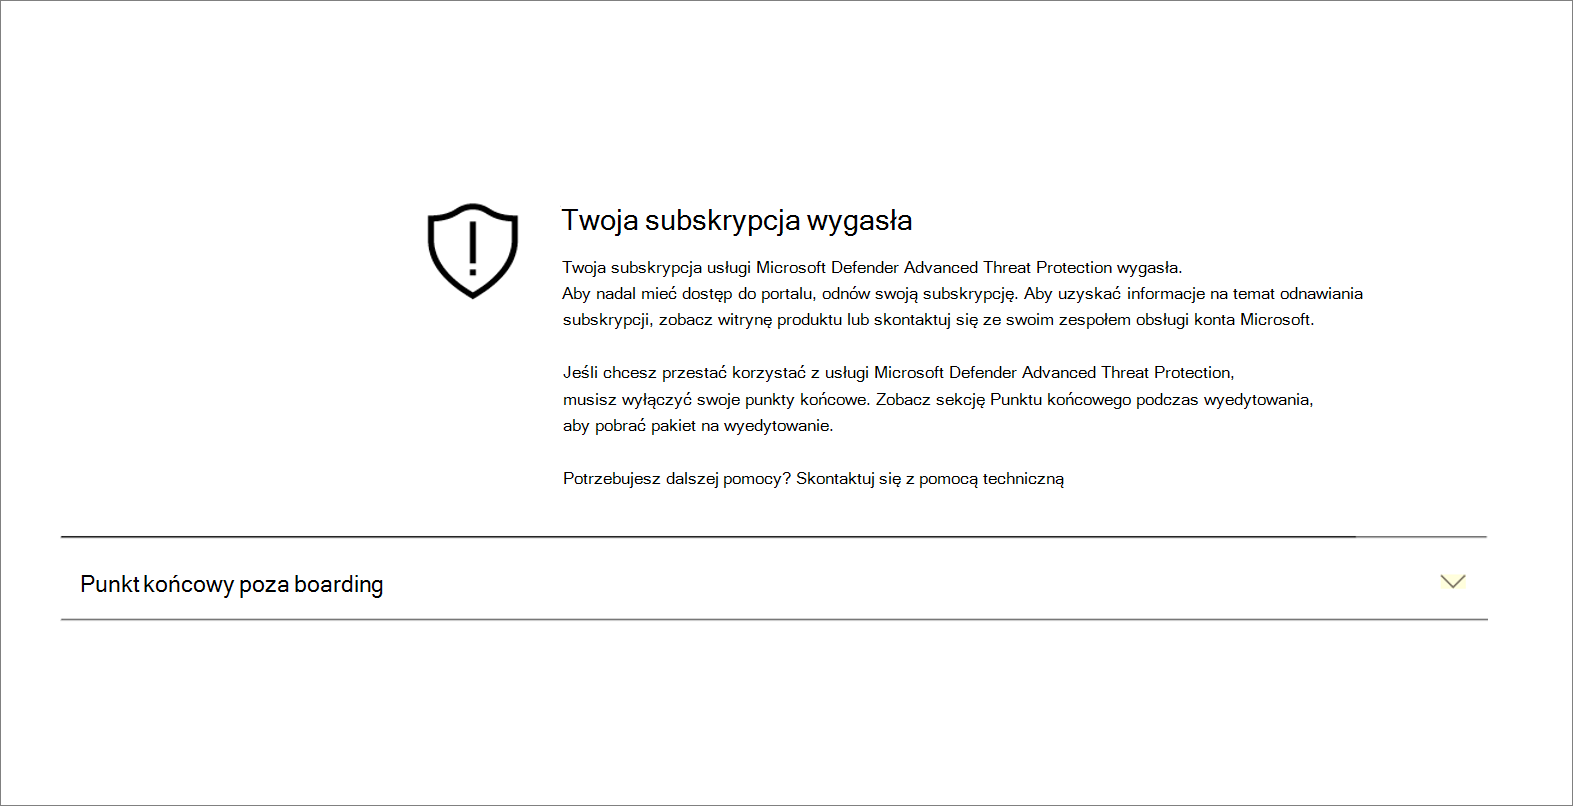 Twoja subskrypcja wygasła
Twoja subskrypcja usługi Microsoft Defender Advanced Threat Protection wygasła.
Aby nadal mieć dostęp do portalu, odnów swoją subskrypcję. Aby uzyskać informacje na temat odnawiania
subskrypcji, zobacz witrynę produktu lub skontaktuj się ze swoim zespołem obsługi konta Microsoft.
Jeśli chcesz przestać korzystać z usługi Microsoft Defender Advanced Threat Protection,
musisz wyłączyć swoje punkty końcowe. Zobacz sekcję Punktu końcowego podczas wyedytowania,
aby pobrać pakiet na wyedytowanie.
Potrzebujesz dalszej pomocy? Skontaktuj się z pomocą techniczną
Punkt końcowy poza boarding